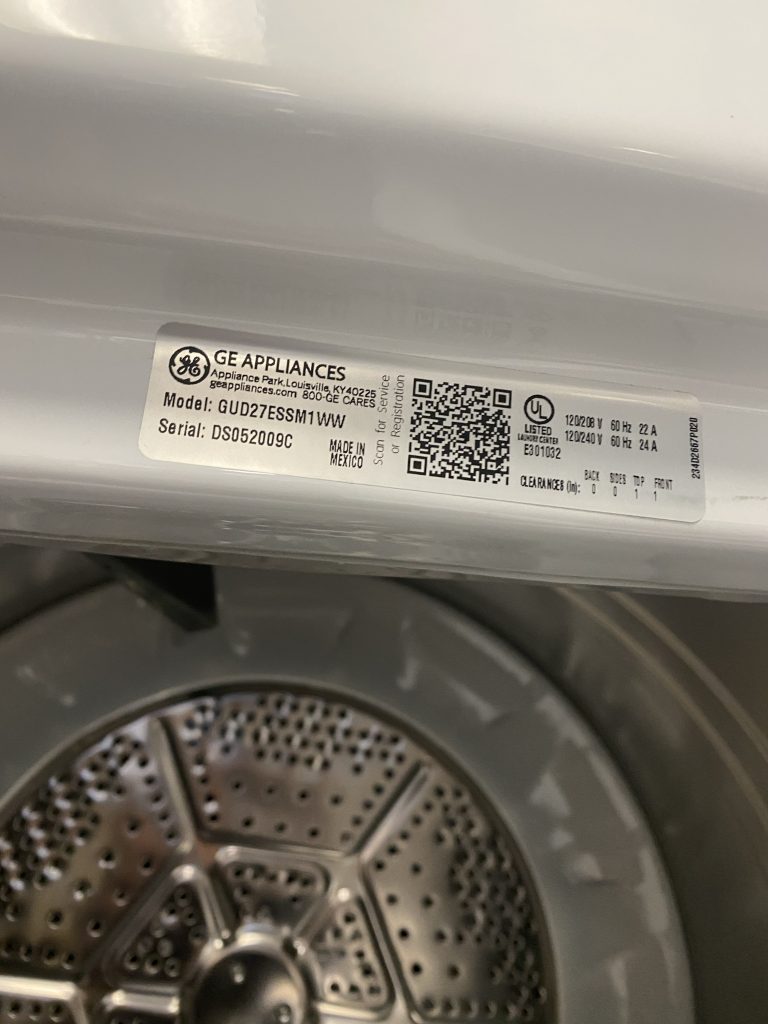 GE APPLIANCES
Appliance Park, Louisville, KY40225
geappliances.com 800-GE CARES
Model: GUD27ESSM1WW
Serial: DS052009C
MADE IN
MEXICO
Scan for Service
or Registration
UL
LISTED
LAUNDRY CENTER
E301032
120/208 V 60 Hz 22 A
120/240 V 60 Hz 24 A
BACK SIDES TOP FRONT
CLEARANCES (in): 0 0 1 1
234D2667P020